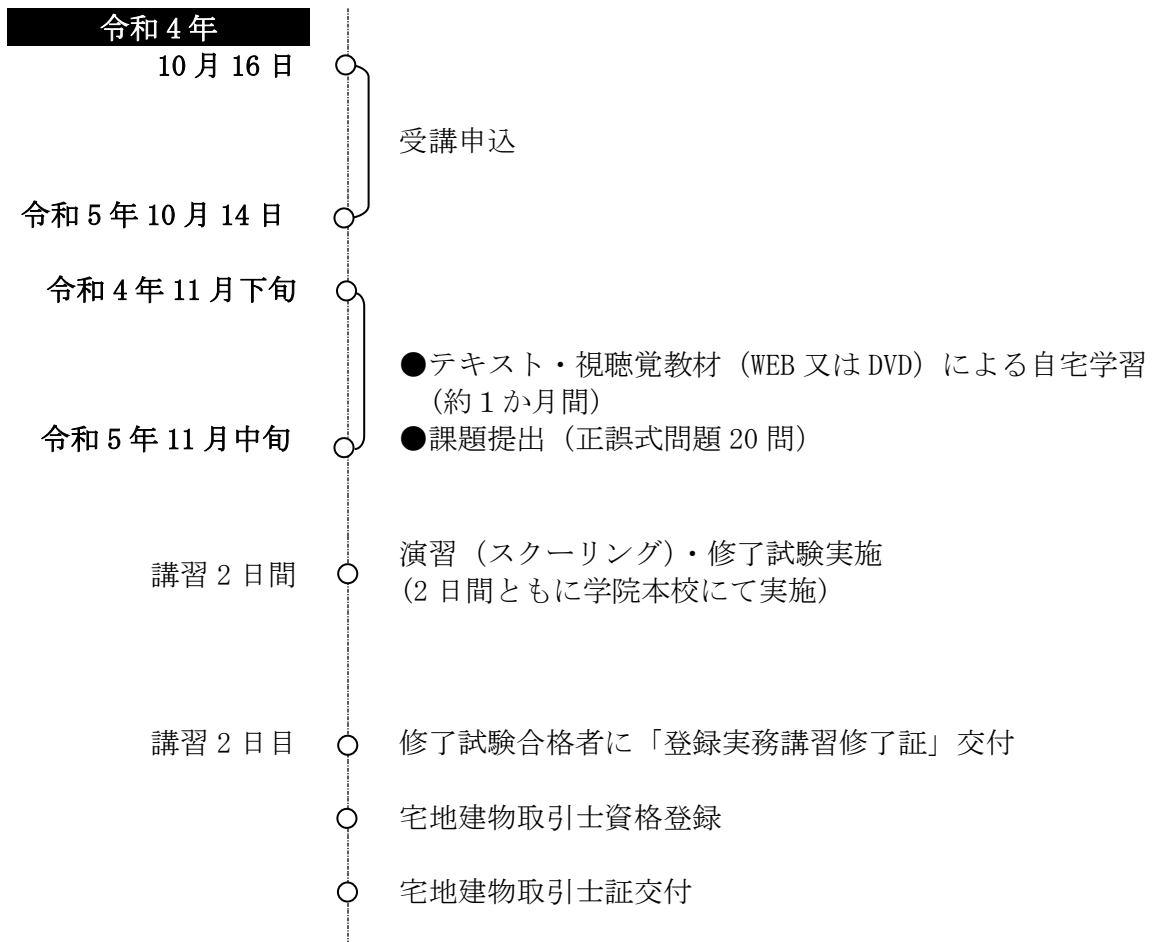 令和4年
10月16日
受講申込
令和5年10月14日
令和4年11月下旬
●テキスト・視聴覚教材(WEB又はDVD)による自宅学習
(約1か月間)
令和5年11月中旬
●課題提出(正誤式問題20問)
演習(スクーリング)・修了試験実施
講習2日間
(2日間ともに学院本校にて実施)
講習2日目
修了試験合格者に「登録実務講習修了証」交付
宅地建物取引士資格登録
宅地建物取引士証交付